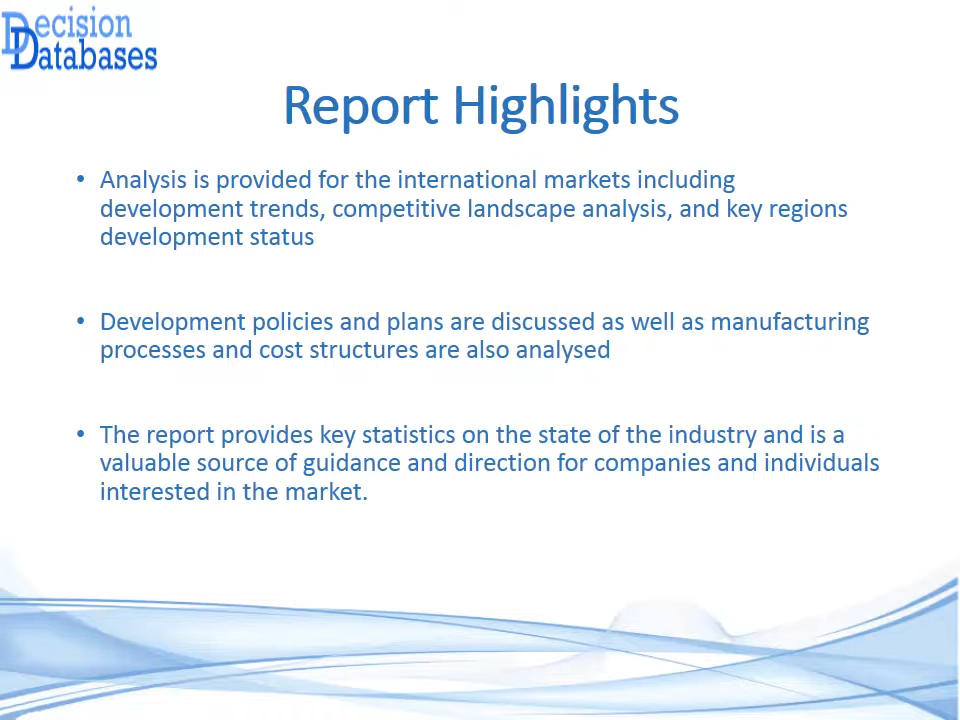 Decision
Databases
Report Highlights
• Analysis is provided for the international markets including
development trends, competitive landscape analysis, and key regions
development status
• Development policies and plans are discussed as well as manufacturing
processes and cost structures are also analysed
• The report provides key statistics on the state of the industry and is a
valuable source of guidance and direction for companies and individuals
interested in the market.